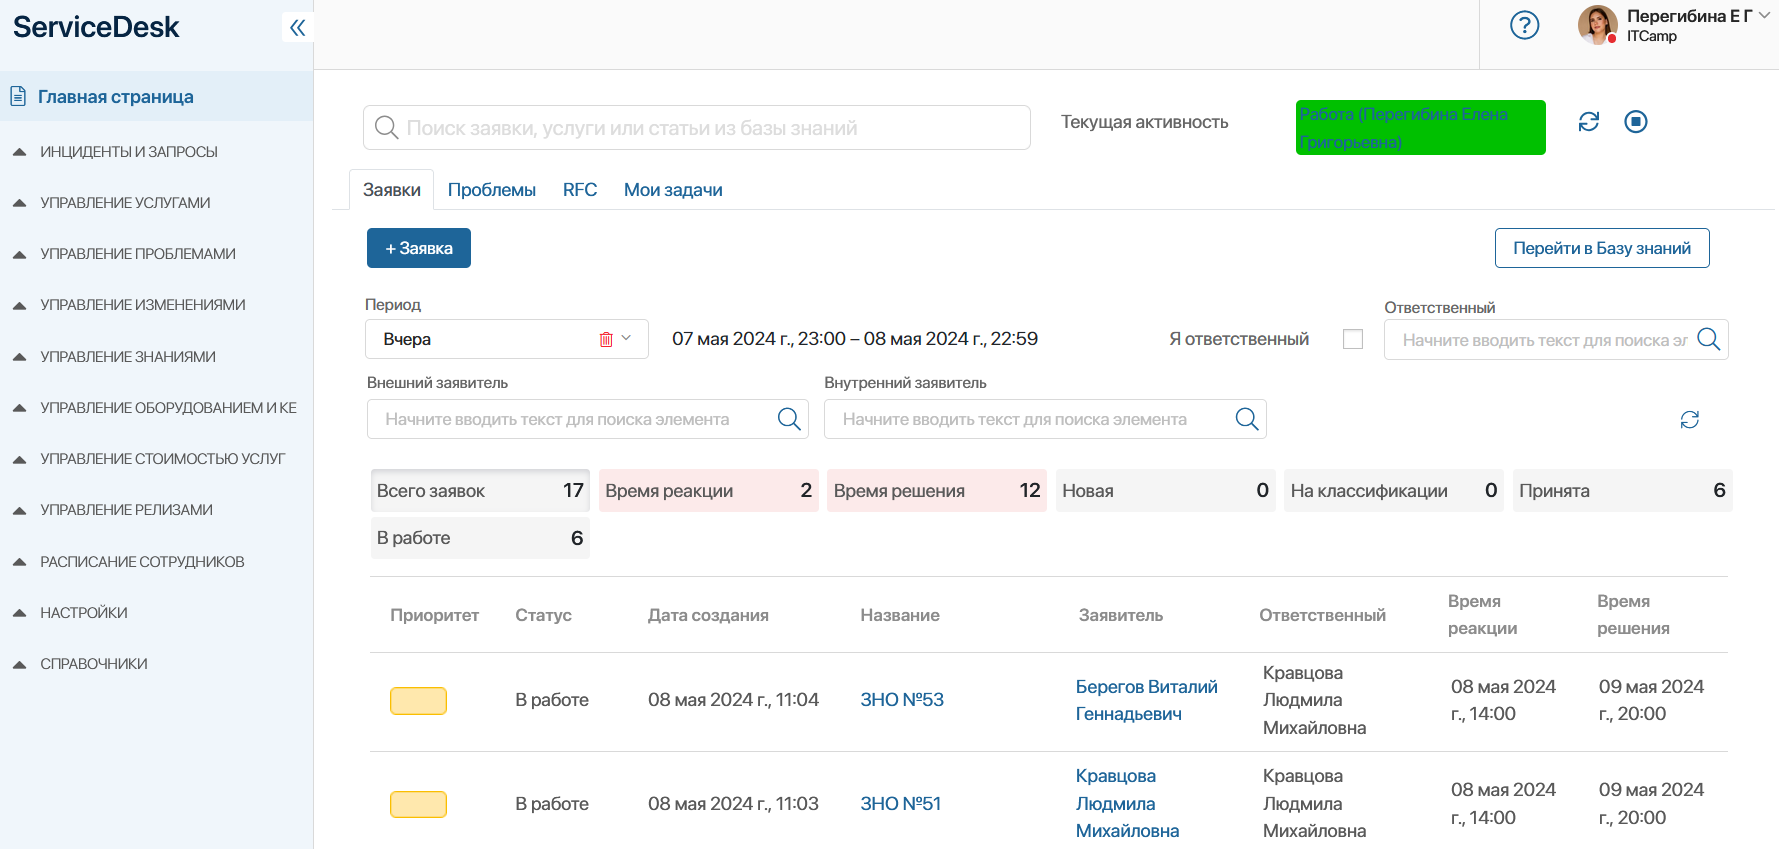 ServiceDesk
Перегибина Е Г
ITCamp
Главная страница
ИНЦИДЕНТЫ И ЗАПРОСЫ
УПРАВЛЕНИЕ УСЛУГАМИ
УПРАВЛЕНИЕ ПРОБЛЕМАМИ
УПРАВЛЕНИЕ ИЗМЕНЕНИЯМИ
УПРАВЛЕНИЕ ЗНАНИЯМИ
УПРАВЛЕНИЕ ОБОРУДОВАНИЕМ И КЕ
УПРАВЛЕНИЕ СТОИМОСТЬЮ УСЛУГ
УПРАВЛЕНИЕ РЕЛИЗАМИ
РАСПИСАНИЕ СОТРУДНИКОВ
НАСТРОЙКИ
СПРАВОЧНИКИ
Поиск заявки, услуги или статьи из базы знаний
Текущая активность
Работа (Перегибина Елена
Григорьевна)
Заявки Проблемы RFC Мои задачи
+ Заявка
Перейти в Базу знаний
Период
Вчера
07 мая 2024 г., 23:00 – 08 мая 2024 г., 22:59
Я ответственный
Ответственный
Начните вводить текст для поиска эл
Внешний заявитель
Начните вводить текст для поиска элемента
Внутренний заявитель
Начните вводить текст для поиска элемента
Всего заявок 17
Время реакции 2
Время решения 12
Новая 0
На классификации 0
Принята 6
В работе 6
Приоритет
Статус
Дата создания
Название
Заявитель
Ответственный
Время
реакции
Время
решения
В работе
08 мая 2024 г., 11:04
ЗНО №53
Берегов Виталий
Геннадьевич
Кравцова
Людмила
Михайловна
08 мая 2024
г., 14:00
09 мая 2024
г., 20:00
В работе
08 мая 2024 г., 11:03
ЗНО №51
Кравцова
Людмила
Михайловна
Кравцова
Людмила
Михайловна
08 мая 2024
г., 14:00
09 мая 2024
г., 20:00